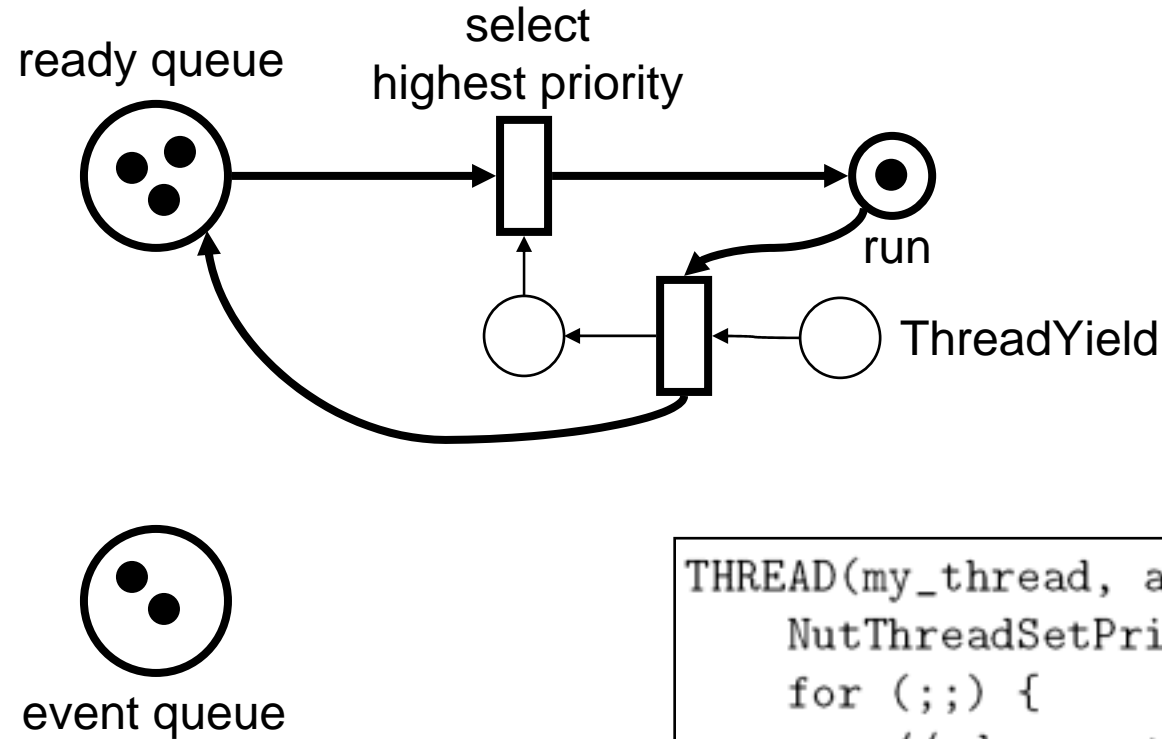 select
highest priority
ready queue
run
ThreadYield
event queue
THREAD(my_thread, a
NutThreadSetPri
for (;;) {